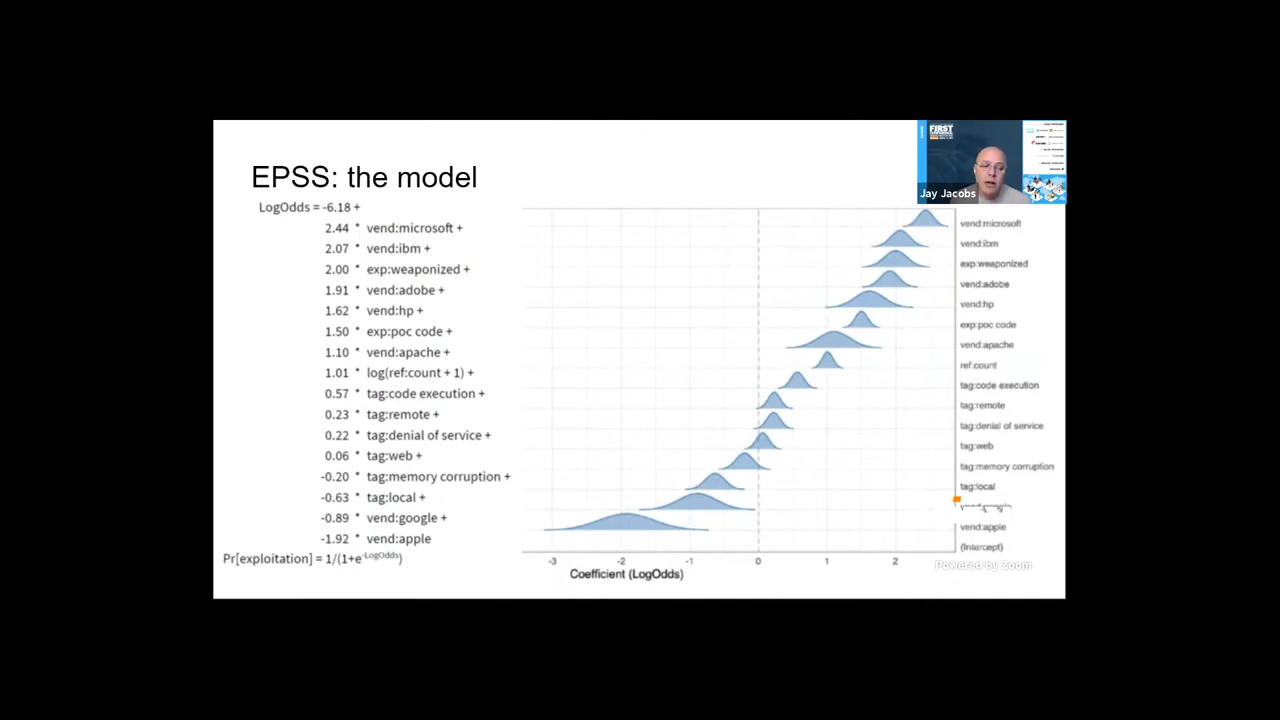 EPSS: the model
LogOdds = -6.18 +
2.44 * vend:microsoft +
2.07 * vend:ibm +
2.00 * exp:weaponized +
1.91 * vend:adobe +
1.62 * vend:hp +
1.50 * exp:poc code +
1.10 * vend:apache +
1.01 * log(ref:count + 1) +
0.57 * tag:code execution +
0.23 * tag:remote +
0.22 * tag:denial of service +
0.06 * tag:web +
-0.20 * tag:memory corruption +
-0.63 * tag:local +
-0.89 * vend:google +
-1.92 * vend:apple
Pr[exploitation] = 1/(1+e^-LogOdds)
FIRST
Jay Jacobs
vend:microsoft
vend:ibm
exp:weaponized
vend:adobe
vend:hp
exp:poc code
vend:apache
ref:count
tag:code execution
tag:remote
tag:denial of service
tag:web
tag:memory corruption
tag:local
vend:apple
(Intercept)
-3 -2 -1 0 1 2
Coefficient (LogOdds)
Powered by Zoom